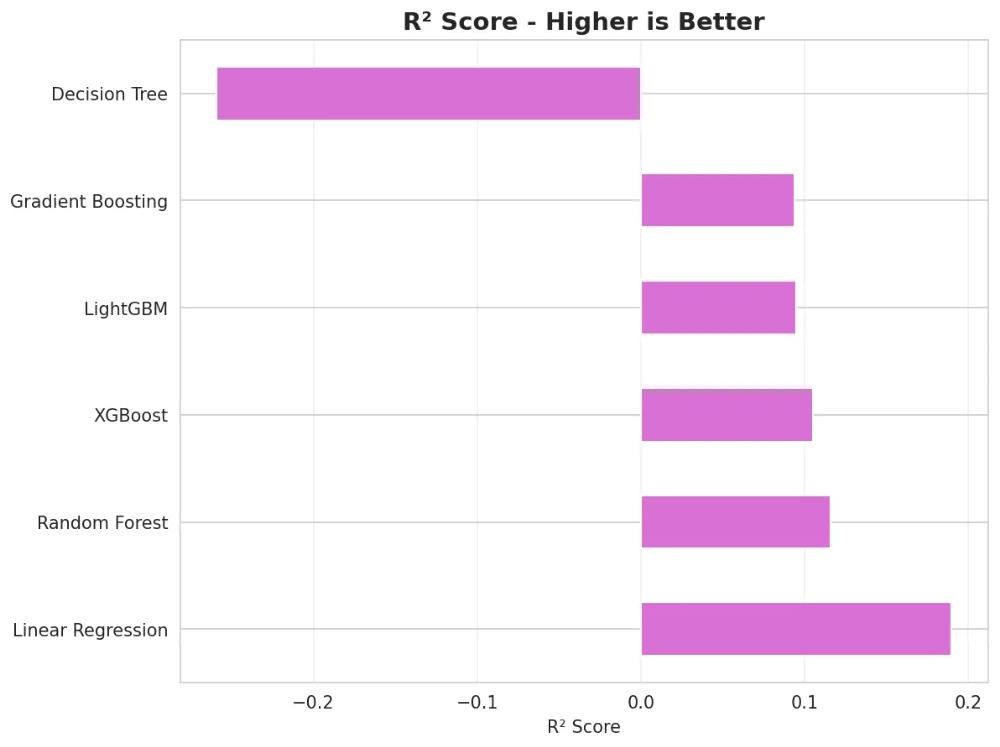 R² Score - Higher is Better
Decision Tree
Gradient Boosting
LightGBM
XGBoost
Random Forest
Linear Regression
−0.2 −0.1 0.0 0.1 0.2
R² Score